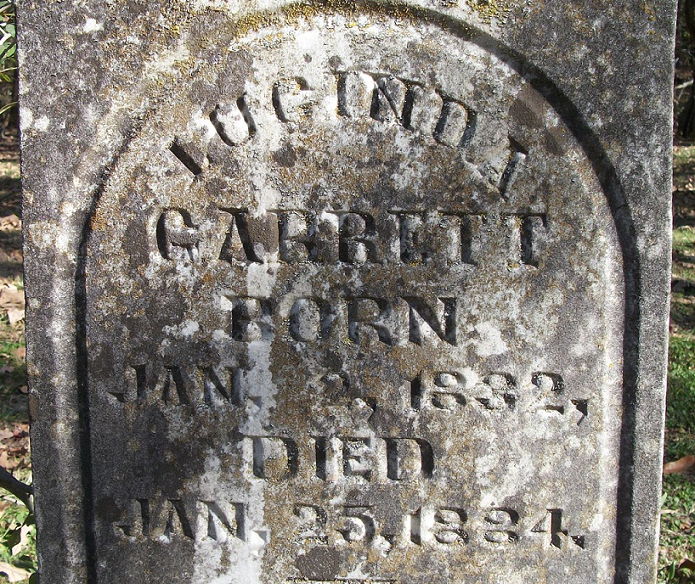 LUCINDA
GARRETT
BORN
JAN. 2, 1832,
DIED
JAN. 25, 1884.